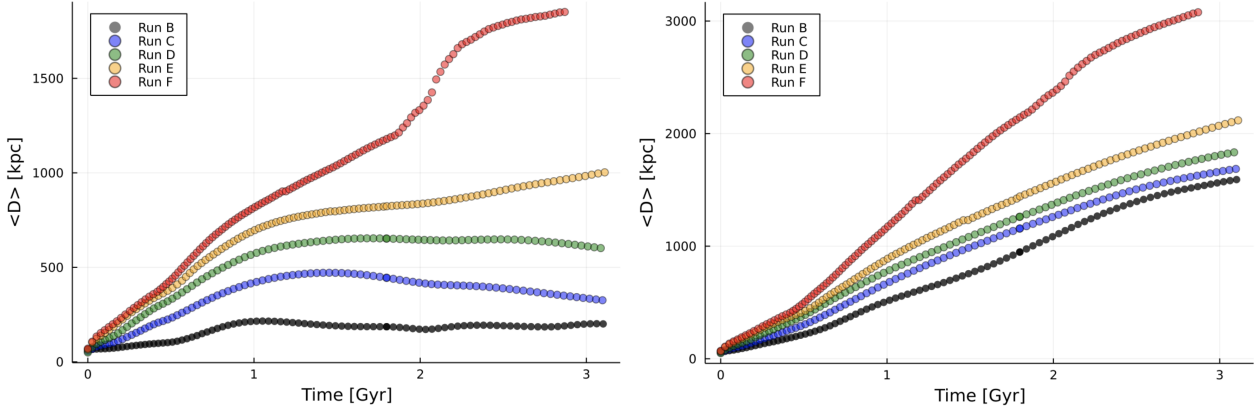 <D> [kpc]
1500
1000
500
0
Run B
Run C
Run D
Run E
Run F
0
1
2
3
Time [Gyr]
<D> [kpc]
3000
2000
1000
0
Run B
Run C
Run D
Run E
Run F
0
1
2
3
Time [Gyr]